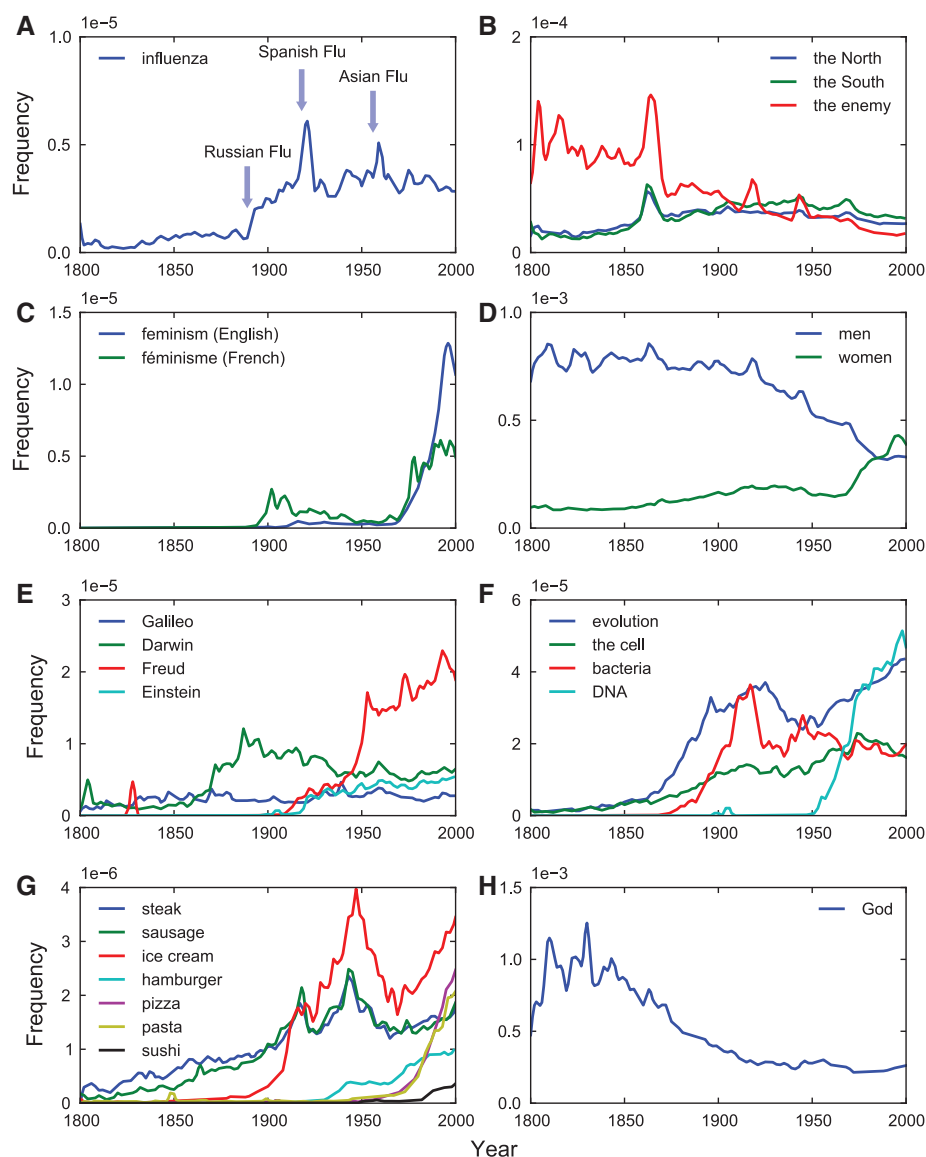 A
1e−5
1.0
0.5
0.0
Frequency
influenza
Spanish Flu
Asian Flu
Russian Flu
1800 1850 1900 1950 2000
B
1e−4
2
1
0
the North
the South
the enemy
1800 1850 1900 1950 2000
C
1e−5
1.5
1.0
0.5
0.0
Frequency
feminism (English)
féminisme (French)
1800 1850 1900 1950 2000
D
1e−3
1.0
0.5
0.0
men
women
1800 1850 1900 1950 2000
E
1e−5
3
2
1
0
Frequency
Galileo
Darwin
Freud
Einstein
1800 1850 1900 1950 2000
F
6
1e−5
4
2
0
evolution
the cell
bacteria
DNA
1800 1850 1900 1950 2000
G
1e−6
4
3
2
1
0
Frequency
steak
sausage
ice cream
hamburger
pizza
pasta
sushi
1800 1850 1900 1950 2000
H
1e−3
1.5
1.0
0.5
0.0
God
1800 1850 1900 1950 2000
Year